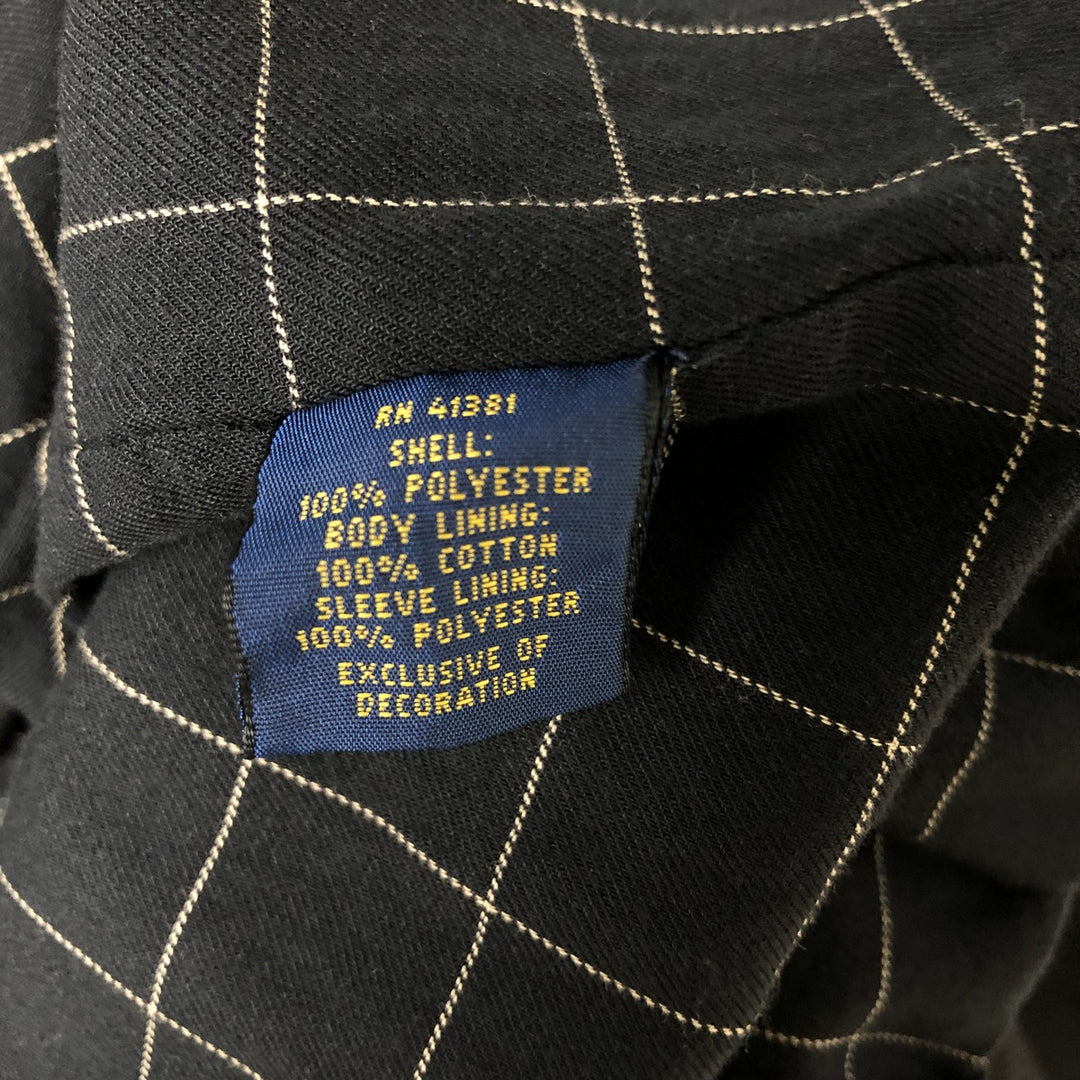 RN 41381
SHELL:
100% POLYESTER
BODY LINING:
100% COTTON
SLEEVE LINING:
100% POLYESTER
EXCLUSIVE OF
DECORATION